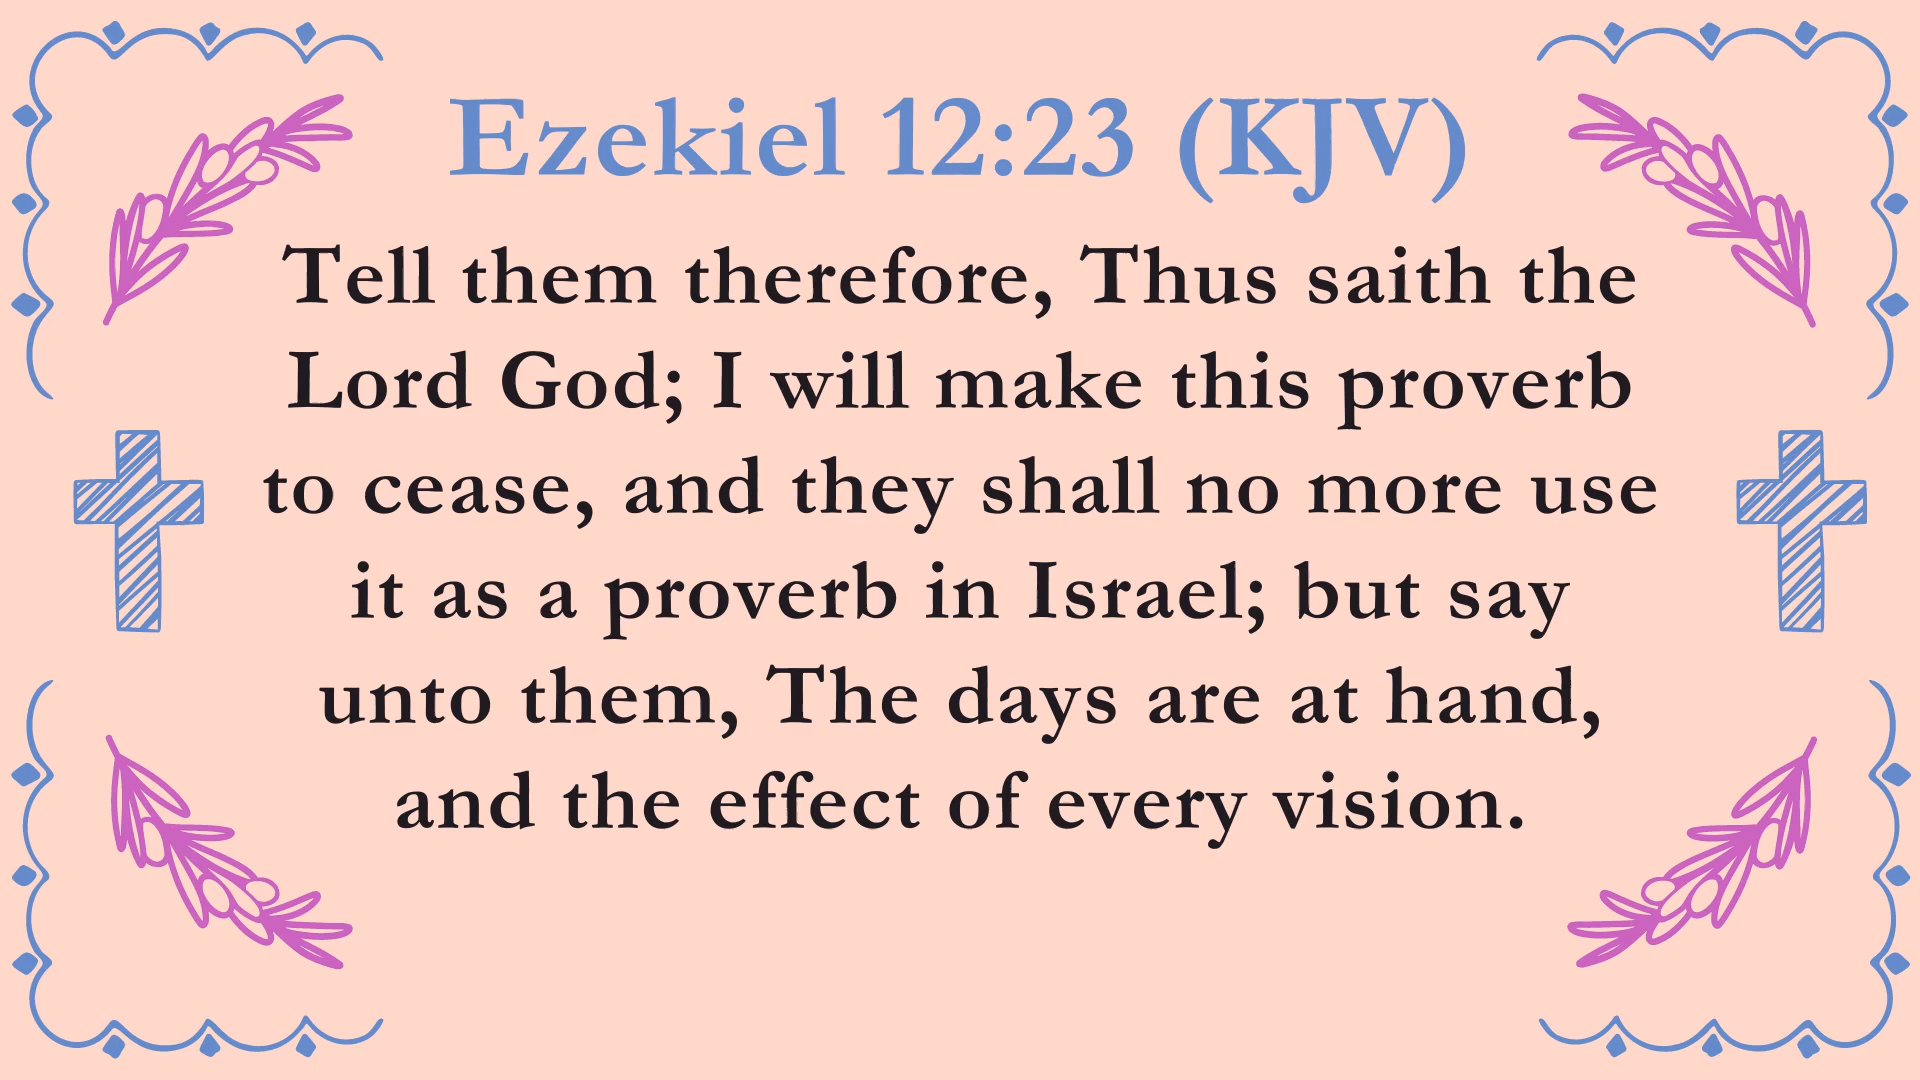 Ezekiel 12:23 (KJV)
Tell them therefore, Thus saith the
Lord God; I will make this proverb
to cease, and they shall no more use
it as a proverb in Israel; but say
unto them, The days are at hand,
and the effect of every vision.